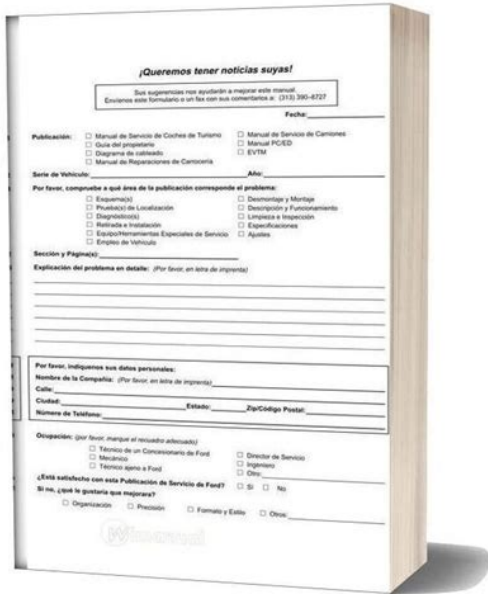 ¡Queremos tener noticias suyas!
Sus sugerencias nos ayudarán a mejorar este manual.
Envíenos este formulario o un fax con sus comentarios a: (313) 390-8727
Fecha:
Publicación: □ Manual de Servicio de Coches de Turismo □ Manual de Servicio de Camiones
□ Guía del propietario □ Manual PC/ED
□ Diagrama de cableado □ EVTM
□ Manual de Reparaciones de Carrocería
Serie de Vehículo: Año:
Por favor, compruebe a qué área de la publicación corresponde el problema:
□ Esquema(s) □ Desmontaje y Montaje
□ Prueba(s) de Localización □ Descripción y Funcionamiento
□ Diagnóstico(s) □ Limpieza e Inspección
□ Retirada e Instalación □ Especificaciones
□ Equipo/Herramientas Especiales de Servicio □ Ajustes
□ Empleo de Vehículo
Sección y Página(s):
Explicación del problema en detalle: (Por favor, en letra de imprenta)
Por favor, indíquenos sus datos personales:
Nombre de la Compañía: (Por favor, en letra de imprenta)
Calle:
Ciudad: Estado: Zip/Código Postal:
Número de Teléfono:
Ocupación: (por favor, marque el recuadro adecuado)
□ Técnico de un Concesionario de Ford □ Director de Servicio
□ Mecánico □ Ingeniero
□ Técnico ajeno a Ford □ Otro:
¿Está satisfecho con esta Publicación de Servicio de Ford? □ Sí □ No
Si no, ¿qué le gustaría que mejorara?
□ Organización □ Precisión □ Formato y Estilo □ Otros: